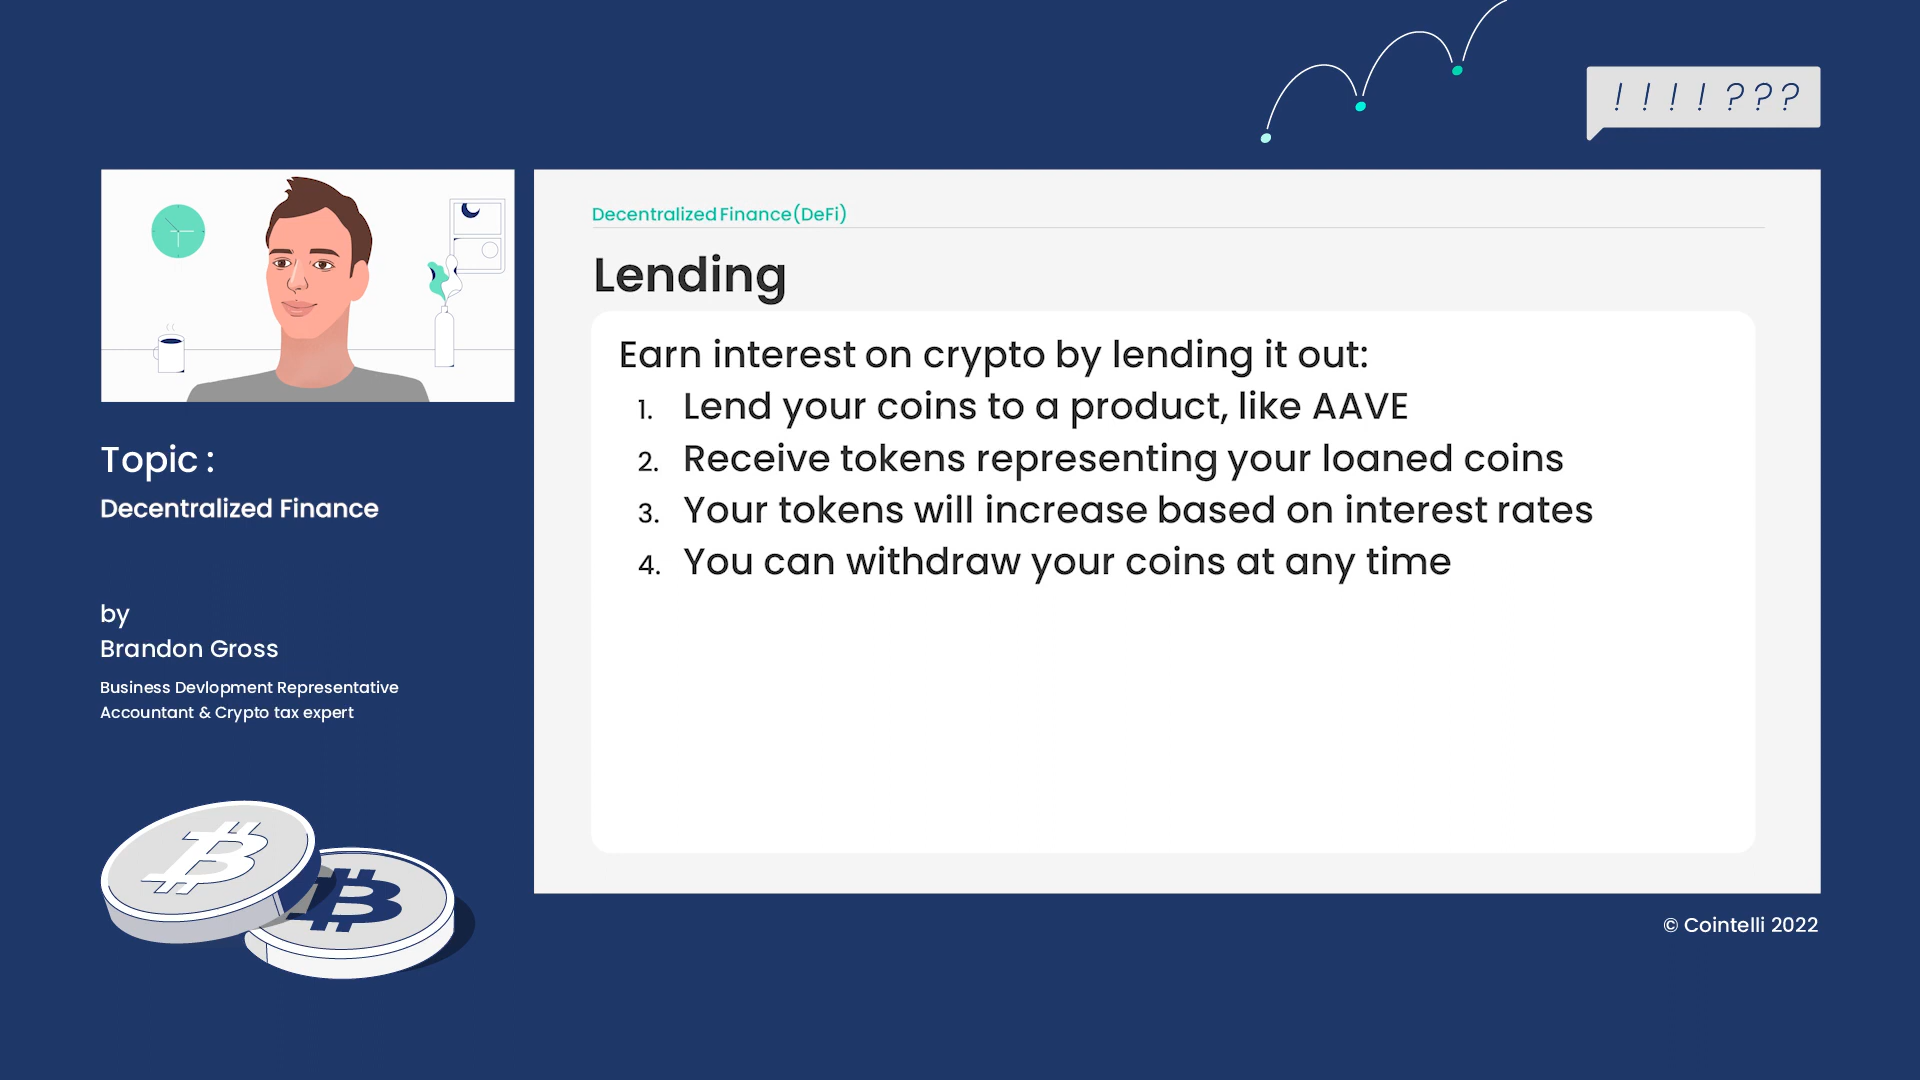 ! ! ! ! ? ? ?
Topic :
Decentralized Finance
by
Brandon Gross
Business Devlopment Representative
Accountant & Crypto tax expert
Decentralized Finance(DeFi)
Lending
Earn interest on crypto by lending it out:
1. Lend your coins to a product, like AAVE
2. Receive tokens representing your loaned coins
3. Your tokens will increase based on interest rates
4. You can withdraw your coins at any time
© Cointelli 2022